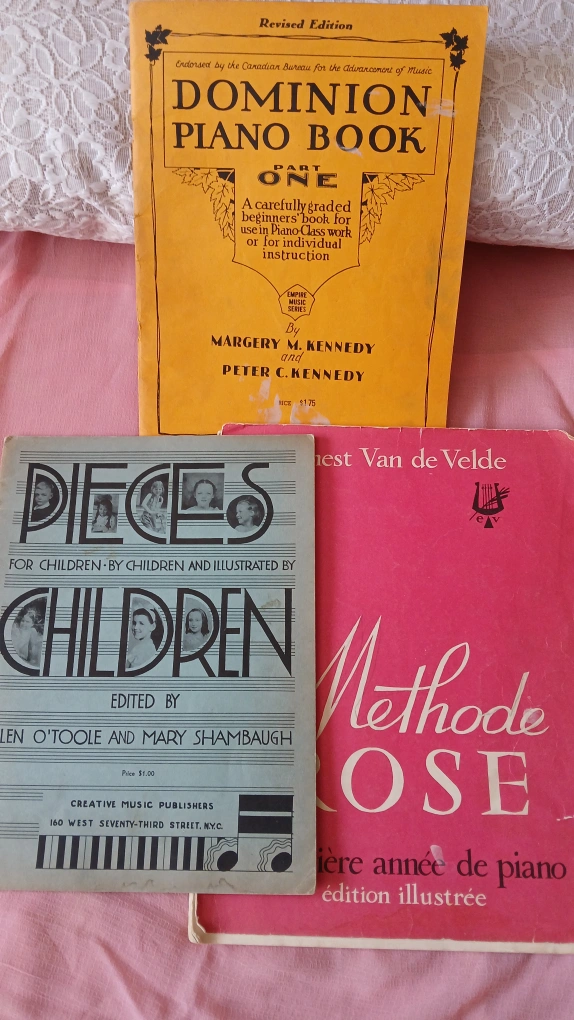 Revised Edition
Endorsed by the Canadian Bureau for the Advancement of Music
DOMINION
PIANO BOOK
PART
ONE
A carefully graded
beginners' book for
use in Piano-Class work
or for individual
instruction
EMPIRE
MUSIC
SERIES
By
MARGERY M. KENNEDY
and
PETER C. KENNEDY
RICE $1.75
PIECES
FOR CHILDREN · BY CHILDREN AND ILLUSTRATED BY
CHILDREN
EDITED BY
LEN O'TOOLE AND MARY SHAMBAUGH
Price $1.00
CREATIVE MUSIC PUBLISHERS
160 WEST SEVENTY-THIRD STREET, N.Y.C.
nest Van de Velde
e v
Methode
ROSE
ière année de piano
édition illustrée